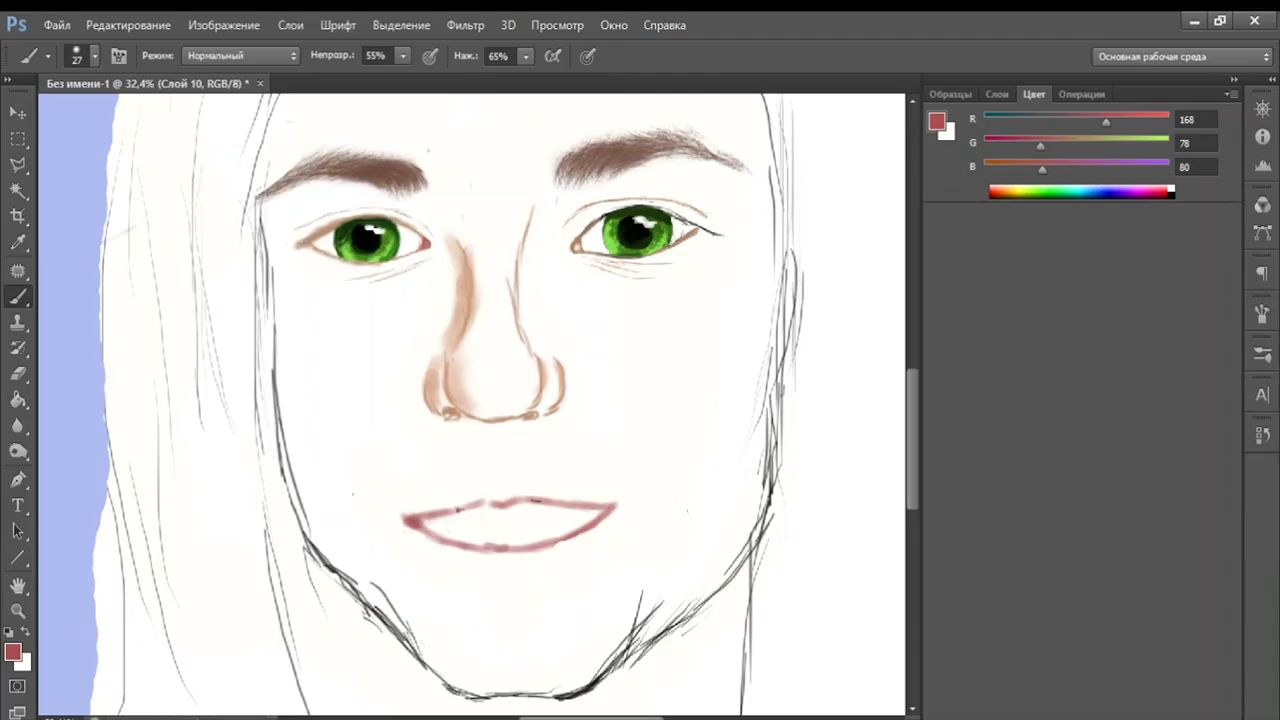 Ps Файл Редактирование Изображение Слои Шрифт Выделение Фильтр 3D Просмотр Окно Справка
27 Режим: Нормальный Непрозр.: 55% Наж.: 65% Основная рабочая среда
Без имени-1 @ 32,4% (Слой 10, RGB/8) * ×
Образцы Слои Цвет Операции
R 168
G 78
B 80